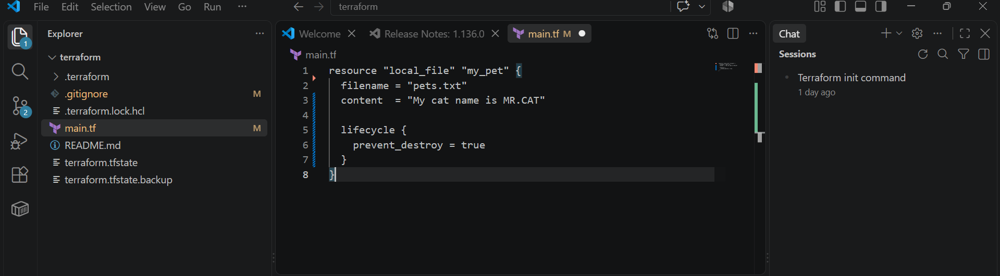 File Edit Selection View Go Run ···
terraform
Explorer
terraform
.terraform
.gitignore M
.terraform.lock.hcl
main.tf M
README.md
terraform.tfstate
terraform.tfstate.backup
1
2
Welcome
Release Notes: 1.136.0
main.tf M
main.tf
1 resource "local_file" "my_pet" {
2 filename = "pets.txt"
3 content  = "My cat name is MR.CAT"
4
5 lifecycle {
6 prevent_destroy = true
7 }
8 }
Chat
Sessions
Terraform init command
1 day ago